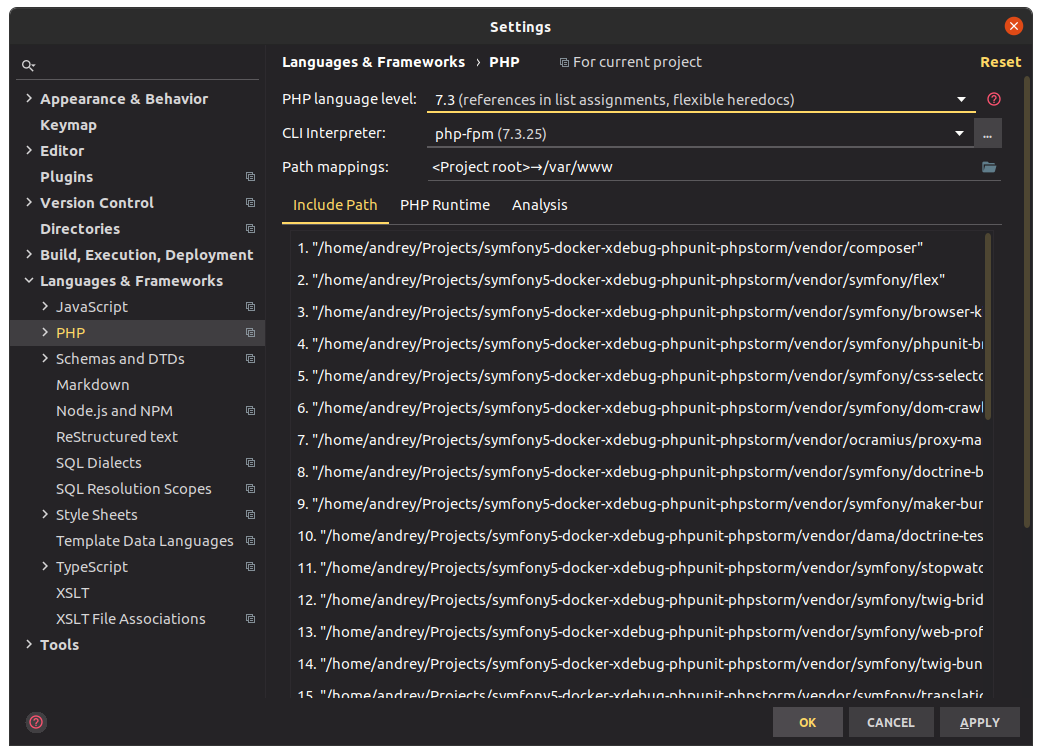 Settings
Languages & Frameworks › PHP For current project Reset
Appearance & Behavior
Keymap
Editor
Plugins
Version Control
Directories
Build, Execution, Deployment
Languages & Frameworks
JavaScript
PHP
Schemas and DTDs
Markdown
Node.js and NPM
ReStructured text
SQL Dialects
SQL Resolution Scopes
Style Sheets
Template Data Languages
TypeScript
XSLT
XSLT File Associations
Tools
PHP language level: 7.3 (references in list assignments, flexible heredocs)
CLI Interpreter: php-fpm (7.3.25) ...
Path mappings: <Project root>→/var/www
Include Path PHP Runtime Analysis
1. "/home/andrey/Projects/symfony5-docker-xdebug-phpunit-phpstorm/vendor/composer"
2. "/home/andrey/Projects/symfony5-docker-xdebug-phpunit-phpstorm/vendor/symfony/flex"
3. "/home/andrey/Projects/symfony5-docker-xdebug-phpunit-phpstorm/vendor/symfony/browser-k
4. "/home/andrey/Projects/symfony5-docker-xdebug-phpunit-phpstorm/vendor/symfony/phpunit-br
5. "/home/andrey/Projects/symfony5-docker-xdebug-phpunit-phpstorm/vendor/symfony/css-selecto
6. "/home/andrey/Projects/symfony5-docker-xdebug-phpunit-phpstorm/vendor/symfony/dom-crawl
7. "/home/andrey/Projects/symfony5-docker-xdebug-phpunit-phpstorm/vendor/ocramius/proxy-ma
8. "/home/andrey/Projects/symfony5-docker-xdebug-phpunit-phpstorm/vendor/symfony/doctrine-b
9. "/home/andrey/Projects/symfony5-docker-xdebug-phpunit-phpstorm/vendor/symfony/maker-bun
10. "/home/andrey/Projects/symfony5-docker-xdebug-phpunit-phpstorm/vendor/dama/doctrine-tes
11. "/home/andrey/Projects/symfony5-docker-xdebug-phpunit-phpstorm/vendor/symfony/stopwatc
12. "/home/andrey/Projects/symfony5-docker-xdebug-phpunit-phpstorm/vendor/symfony/twig-brid
13. "/home/andrey/Projects/symfony5-docker-xdebug-phpunit-phpstorm/vendor/symfony/web-prof
14. "/home/andrey/Projects/symfony5-docker-xdebug-phpunit-phpstorm/vendor/symfony/twig-bun
15. "/home/andrey/Projects/symfony5-docker-xdebug-phpunit-phpstorm/vendor/symfony/translatio
OK CANCEL APPLY